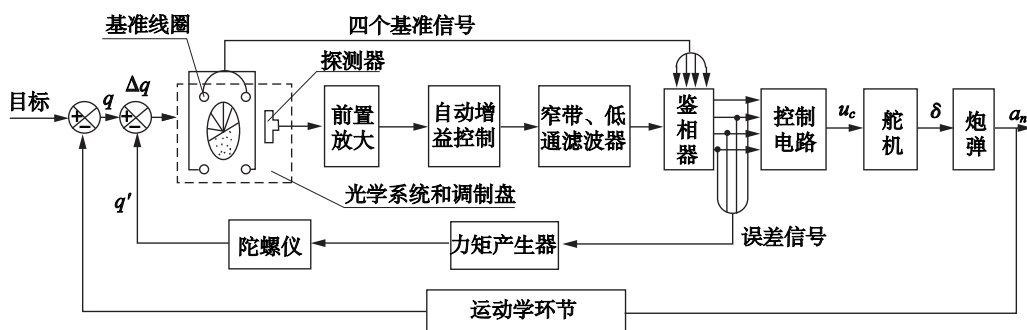 基准线圈
四个基准信号
探测器
目标
q
Δq
前置
放大
自动增
益控制
窄带、低
通滤波器
鉴
相
器
控制
电路
u_c
舵
机
δ
炮
弹
a_n
光学系统和调制盘
q′
陀螺仪
力矩产生器
误差信号
运动学环节